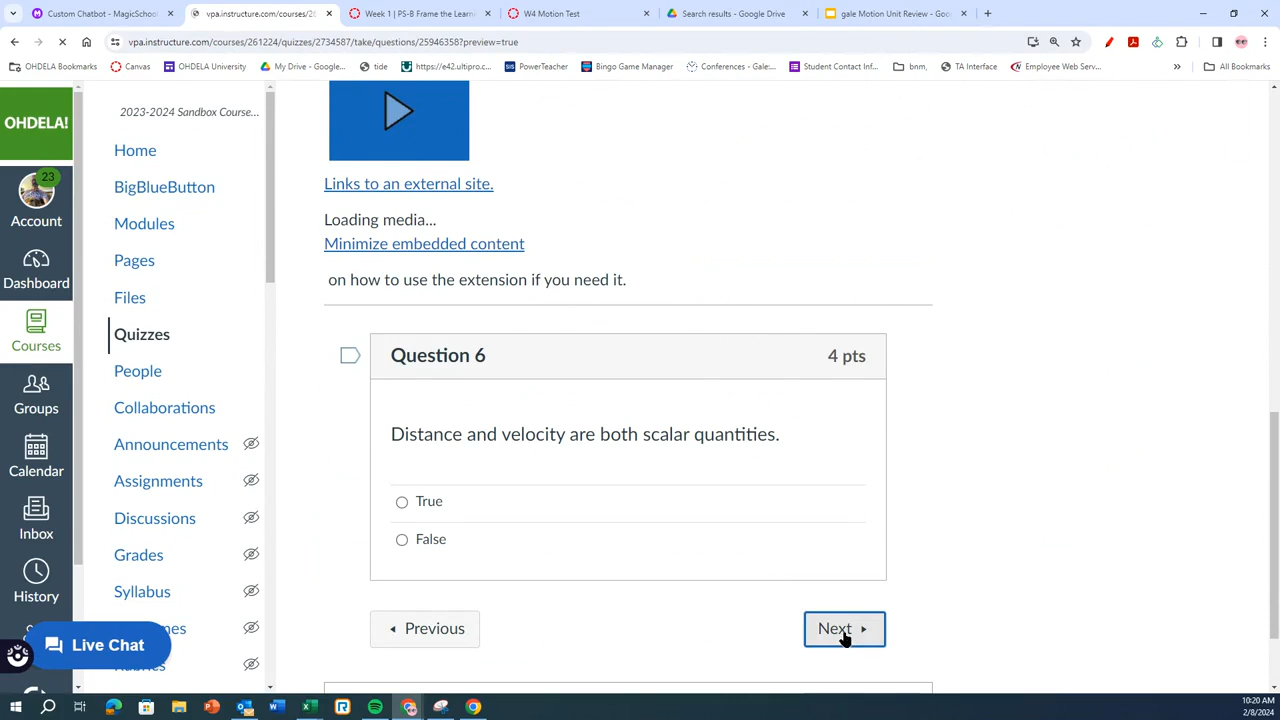 Custom Chatbot - MagicSchool
vpa.instructure.com/courses/26
Week 1 | PS-B Frame the Learni
W4 Motion Test
Search results - Google Drive
gale Motion Unit Review - Goo
vpa.instructure.com/courses/261224/quizzes/2734587/take/questions/25946358?preview=true
OHDELA Bookmarks
Canvas
OHDELA University
My Drive - Google...
tide
https://e42.ultipro.c...
PowerTeacher
Bingo Game Manager
Conferences - Gale:...
Student Contact Inf...
bnm,
TA Interface
Employee Web Serv...
All Bookmarks
OHDELA!
23
Account
Dashboard
Courses
Groups
Calendar
Inbox
History
2023-2024 Sandbox Course...
Home
BigBlueButton
Modules
Pages
Files
Quizzes
People
Collaborations
Announcements
Assignments
Discussions
Grades
Syllabus
Live Chat
Links to an external site.
Loading media...
Minimize embedded content
on how to use the extension if you need it.
Question 6
4 pts
Distance and velocity are both scalar quantities.
True
False
Previous
Next
10:20 AM
2/8/2024